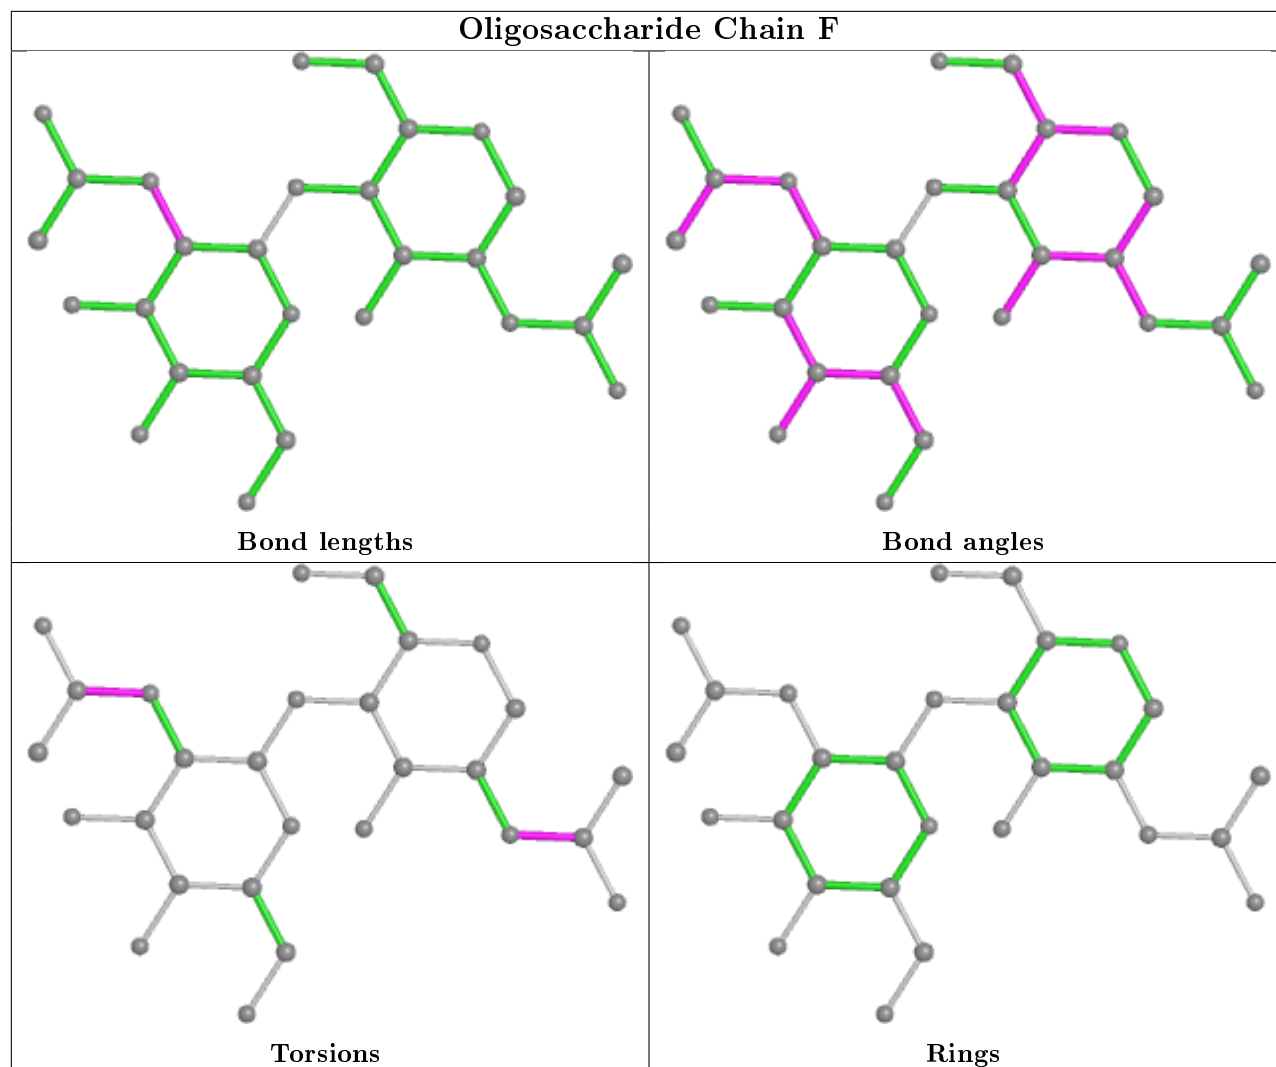 Oligosaccharide Chain F
Bond lengths
Bond angles
Torsions
Rings